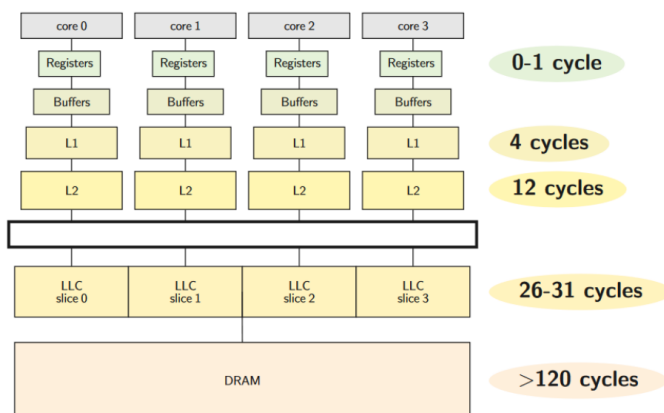 core 0 core 1 core 2 core 3
Registers Registers Registers Registers 0-1 cycle
Buffers Buffers Buffers Buffers
L1 L1 L1 L1 4 cycles
L2 L2 L2 L2 12 cycles
LLC LLC LLC LLC
slice 0 slice 1 slice 2 slice 3 26-31 cycles
DRAM >120 cycles